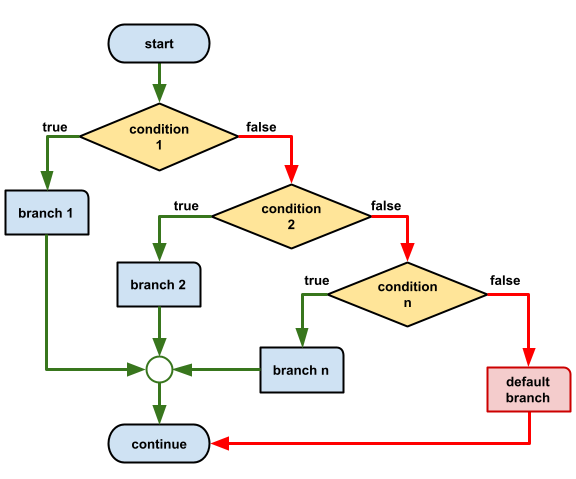 start
true
condition
1
false
branch 1
true
condition
2
false
branch 2
true
condition
n
false
branch n
default
branch
continue